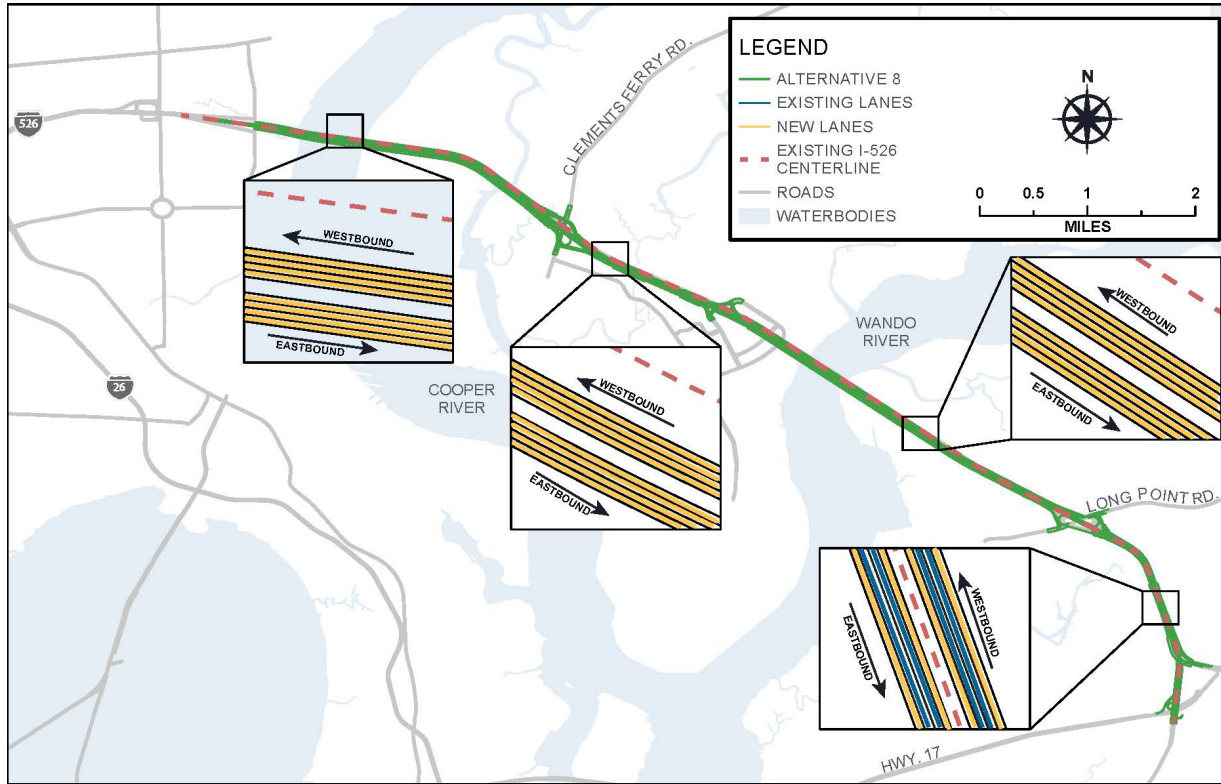 LEGEND
ALTERNATIVE 8
EXISTING LANES
NEW LANES
EXISTING I-526
CENTERLINE
ROADS
WATERBODIES
N
0 0.5 1 2
MILES
526
CLEMENTS FERRY RD.
WESTBOUND
EASTBOUND
26
COOPER
RIVER
WESTBOUND
EASTBOUND
WANDO
RIVER
WESTBOUND
EASTBOUND
LONG POINT RD.
WESTBOUND
EASTBOUND
HWY. 17